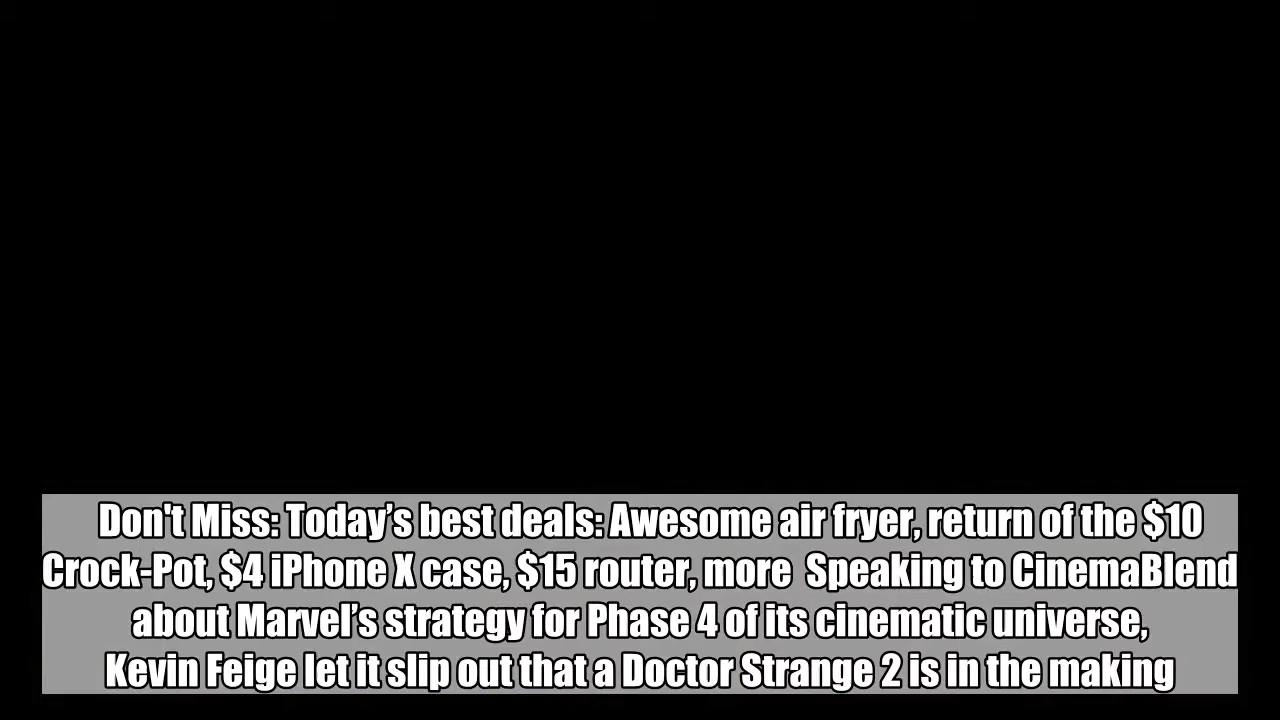 Don't Miss: Today’s best deals: Awesome air fryer, return of the $10
Crock-Pot, $4 iPhone X case, $15 router, more  Speaking to CinemaBlend
about Marvel’s strategy for Phase 4 of its cinematic universe,
Kevin Feige let it slip out that a Doctor Strange 2 is in the making